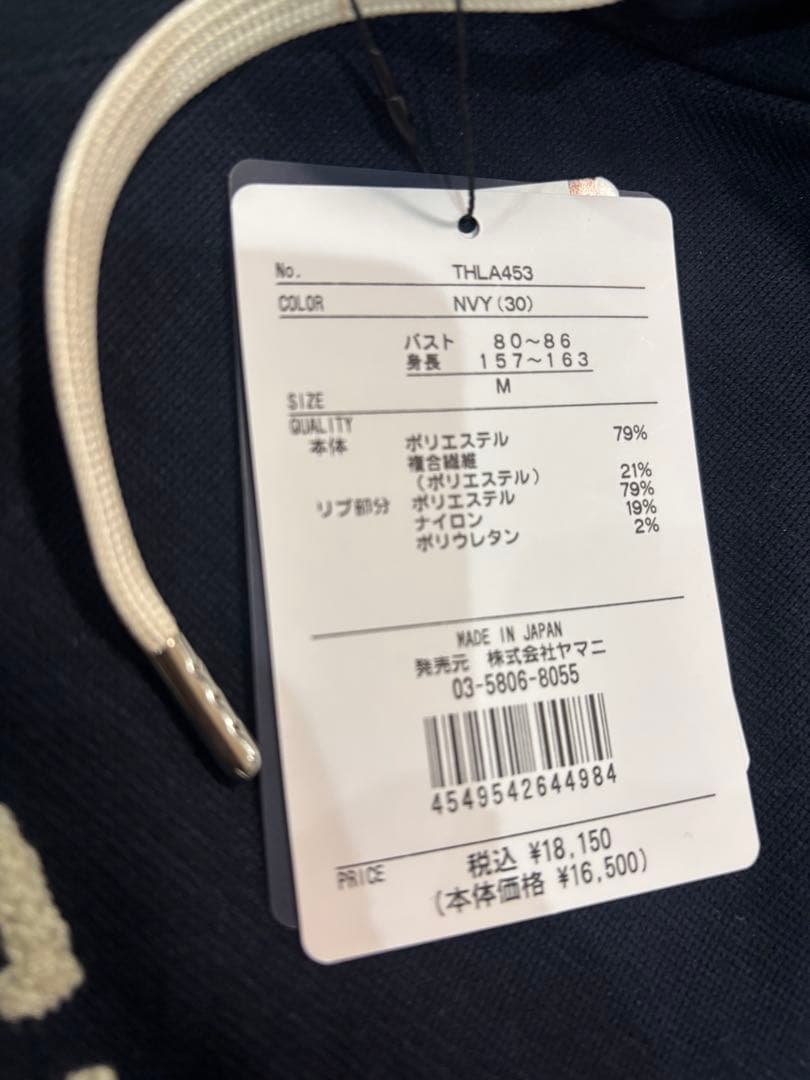 No. THLA453
COLOR NVY(30)
バスト 80~86
身長 157~163
M
SIZE
QUALITY
本体 ポリエステル 79%
複合繊維
(ポリエステル) 21%
リブ部分 ポリエステル 79%
ナイロン 19%
ポリウレタン 2%
MADE IN JAPAN
発売元 株式会社ヤマニ
03-5806-8055
4549542644984
PRICE 税込 ¥18,150
(本体価格 ¥16,500)